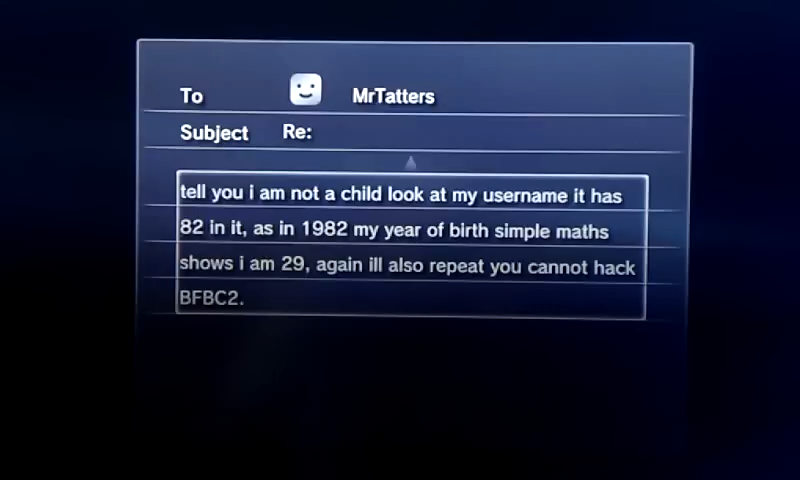 To MrTatters
Subject Re:
tell you i am not a child look at my username it has
82 in it, as in 1982 my year of birth simple maths
shows i am 29, again ill also repeat you cannot hack
BFBC2.